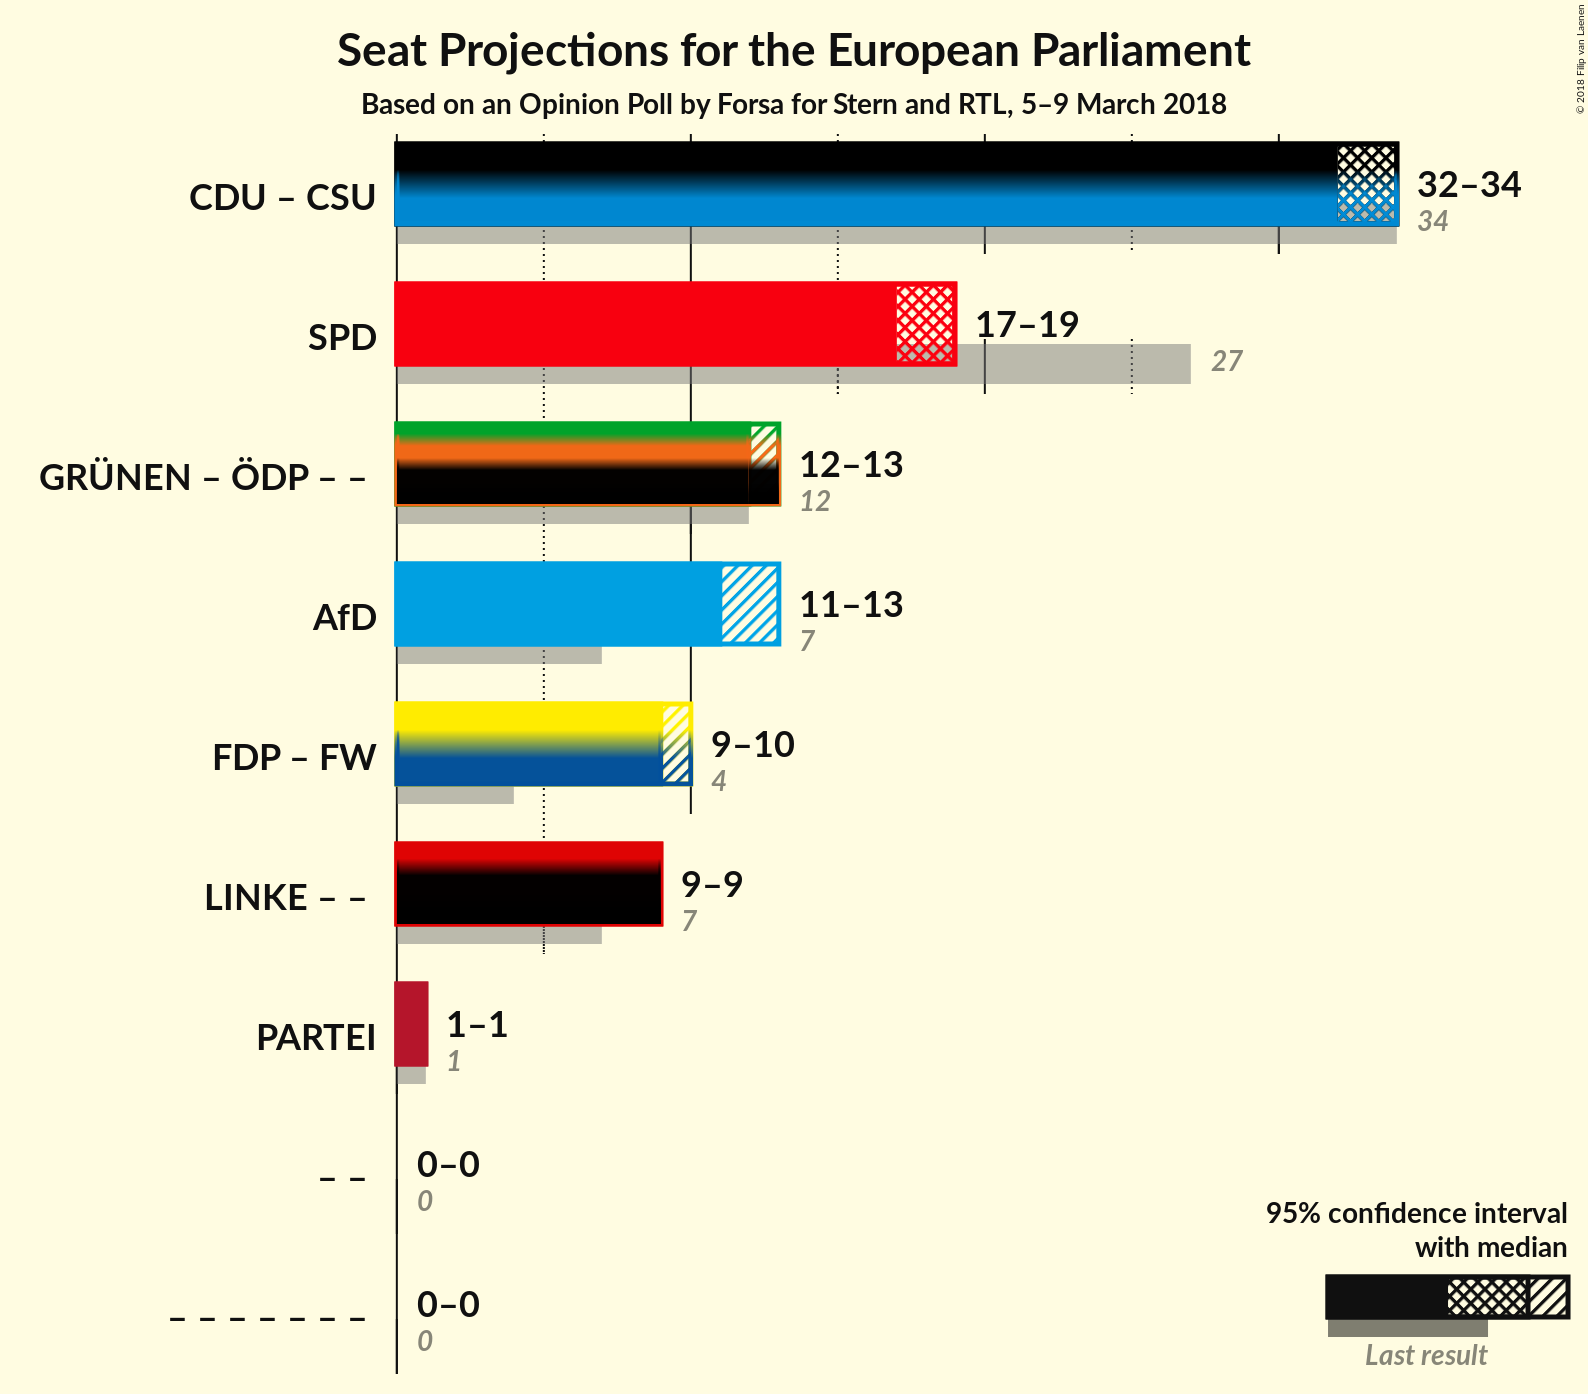 Seat Projections for the European Parliament
Based on an Opinion Poll by Forsa for Stern and RTL, 5–9 March 2018
© 2018 Filip van Laenen
CDU – CSU
32–34
34
SPD
17–19
27
GRÜNEN – ÖDP – –
12–13
12
AfD
11–13
7
FDP – FW
9–10
4
LINKE – –
9–9
7
PARTEI
1–1
1
– –
0–0
0
– – – – – – –
0–0
0
95% confidence interval
with median
Last result